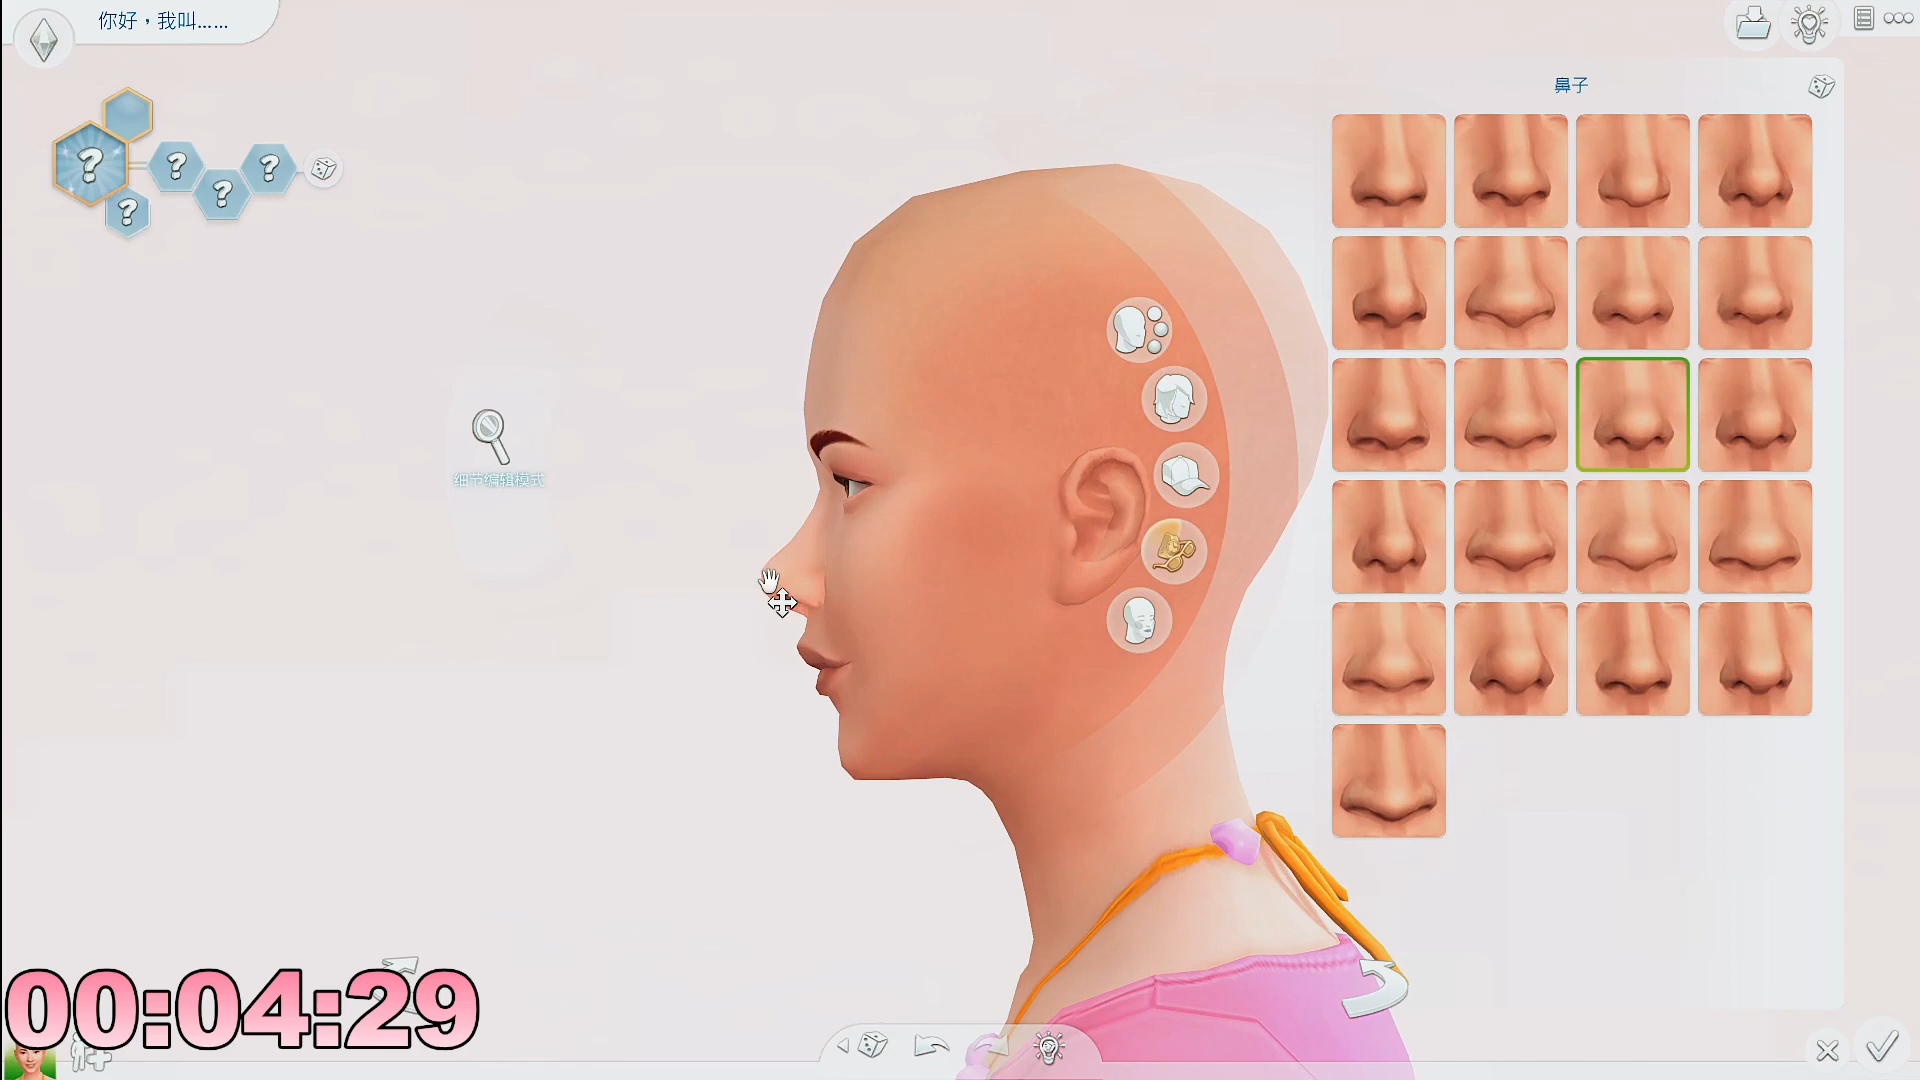 你好，我叫......
鼻子
? ? ? ? ?
细节编辑模式
00:04:29